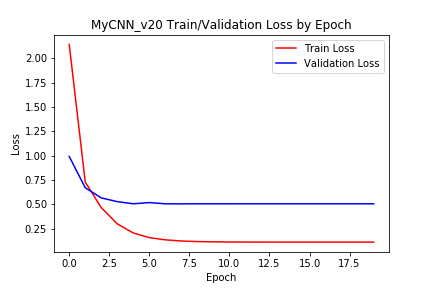 MyCNN_v20 Train/Validation Loss by Epoch
Train Loss
Validation Loss
2.00
1.75
1.50
1.25
1.00
0.75
0.50
0.25
Loss
0.0 2.5 5.0 7.5 10.0 12.5 15.0 17.5
Epoch